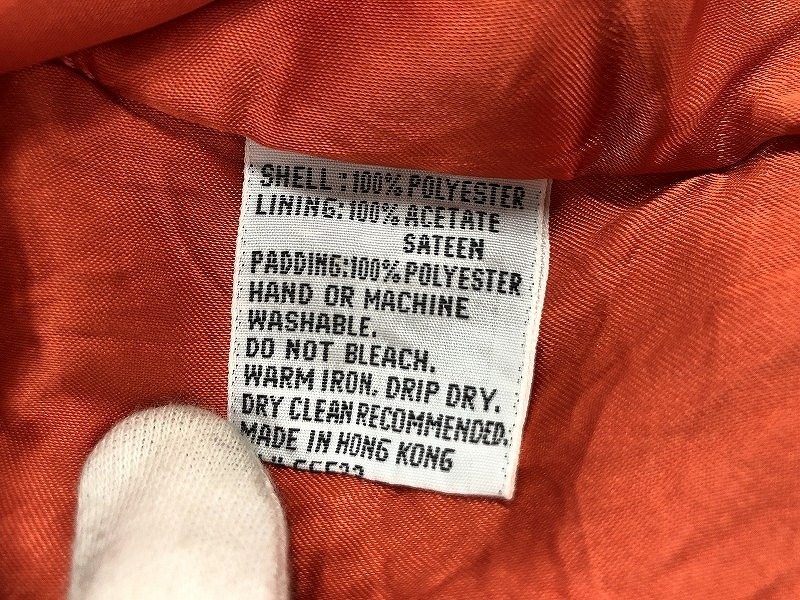 SHELL : 100% POLYESTER
LINING: 100% ACETATE
SATEEN
PADDING: 100% POLYESTER
HAND OR MACHINE
WASHABLE.
DO NOT BLEACH.
WARM IRON. DRIP DRY.
DRY CLEAN RECOMMENDED.
MADE IN HONG KONG